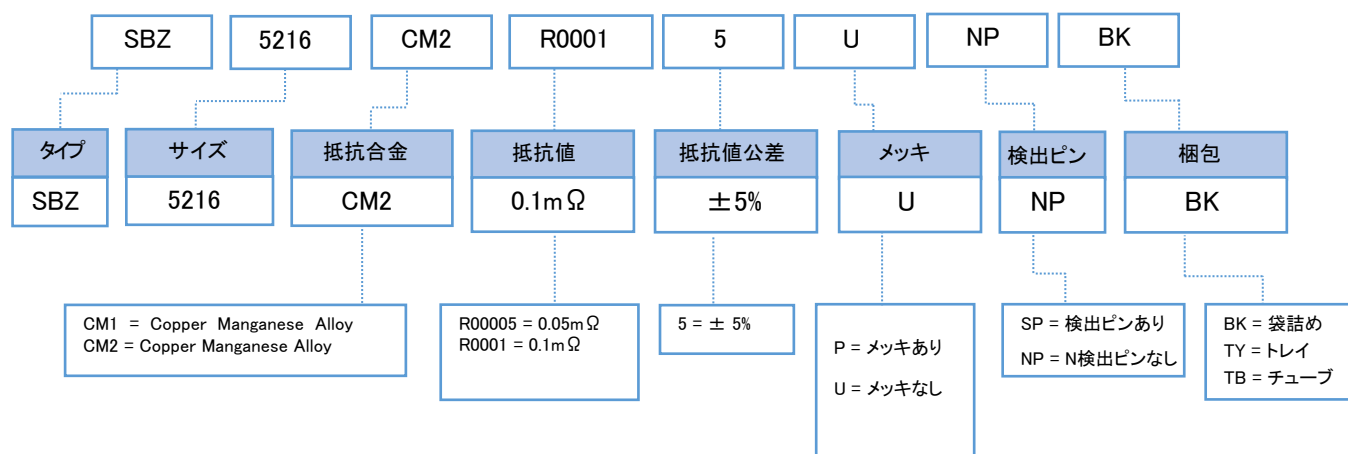 SBZ 5216 CM2 R0001 5 U NP BK
タイプ サイズ 抵抗合金 抵抗値 抵抗値公差 メッキ 検出ピン 梱包
SBZ 5216 CM2 0.1mΩ ±5% U NP BK
CM1 = Copper Manganese Alloy
CM2 = Copper Manganese Alloy
R00005 = 0.05mΩ
R0001 = 0.1mΩ
5 = ± 5%
P = メッキあり
U = メッキなし
SP = 検出ピンあり
NP = N検出ピンなし
BK = 袋詰め
TY = トレイ
TB = チューブ